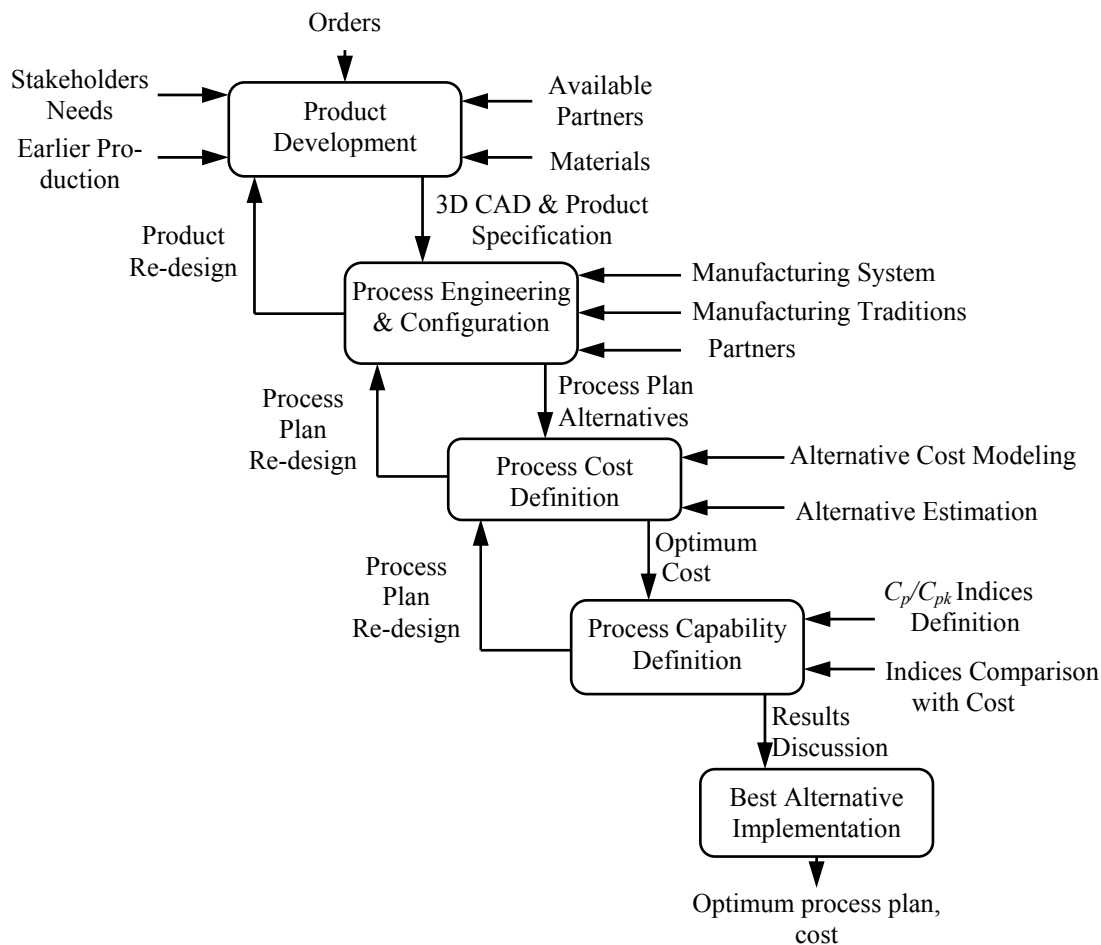 Orders
Stakeholders
Needs
Earlier Pro-
duction
Product
Development
Available
Partners
Materials
3D CAD & Product
Specification
Product
Re-design
Process Engineering
& Configuration
Manufacturing System
Manufacturing Traditions
Partners
Process Plan
Alternatives
Process
Plan
Re-design
Process Cost
Definition
Alternative Cost Modeling
Alternative Estimation
Optimum
Cost
Process
Plan
Re-design
Process Capability
Definition
Cp/Cpk Indices
Definition
Indices Comparison
with Cost
Results
Discussion
Best Alternative
Implementation
Optimum process plan,
cost